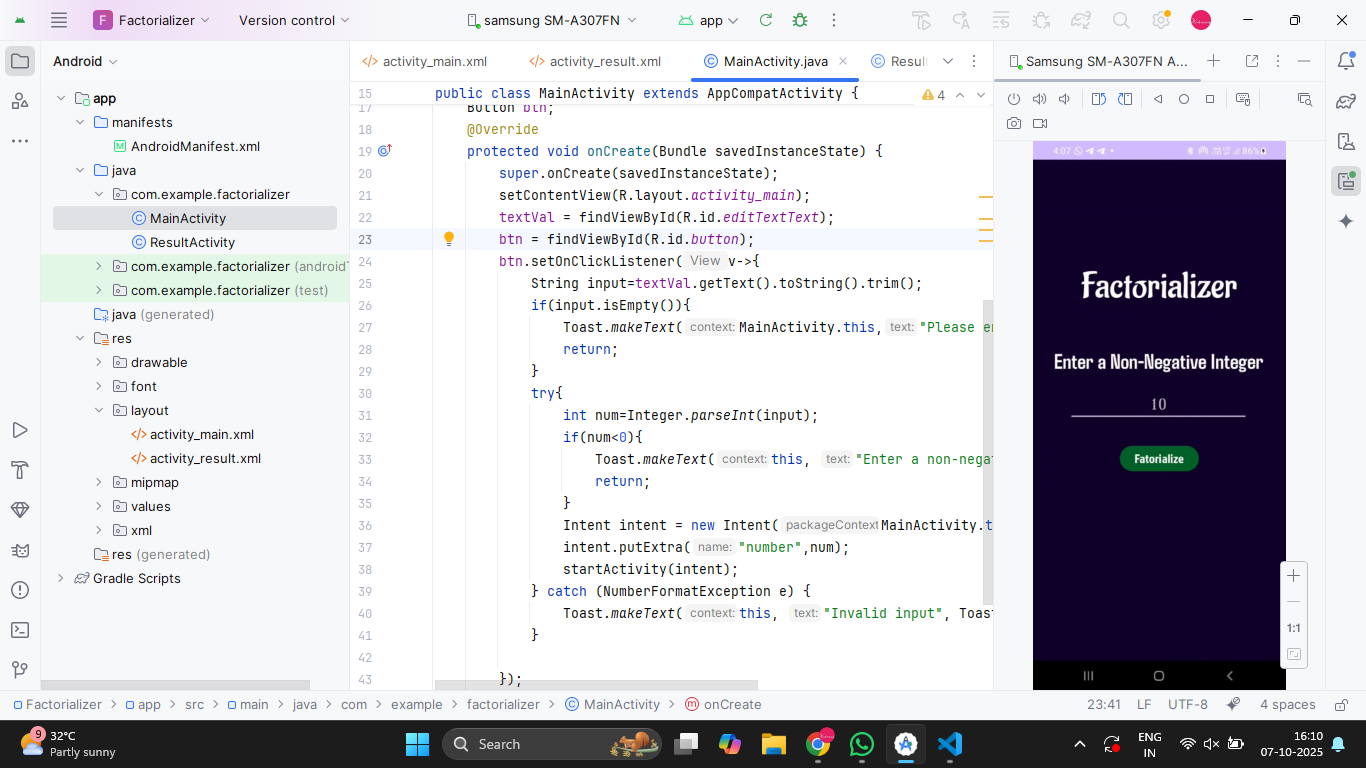 F Factorializer Version control samsung SM-A307FN app
Android
app
manifests
AndroidManifest.xml
java
com.example.factorializer
MainActivity
ResultActivity
com.example.factorializer (android
com.example.factorializer (test)
java (generated)
res
drawable
font
layout
activity_main.xml
activity_result.xml
mipmap
values
xml
res (generated)
Gradle Scripts
activity_main.xml activity_result.xml MainActivity.java Resul
15 public class MainActivity extends AppCompatActivity { 4
17 Button btn;
18 @Override
19 protected void onCreate(Bundle savedInstanceState) {
20 super.onCreate(savedInstanceState);
21 setContentView(R.layout.activity_main);
22 textVal = findViewById(R.id.editTextText);
23 btn = findViewById(R.id.button);
24 btn.setOnClickListener( View v->{
25 String input=textVal.getText().toString().trim();
26 if(input.isEmpty()){
27 Toast.makeText( context: MainActivity.this, text: "Please en
28 return;
29 }
30 try{
31 int num=Integer.parseInt(input);
32 if(num<0){
33 Toast.makeText( context: this, text: "Enter a non-negat
34 return;
35 }
36 Intent intent = new Intent( packageContext MainActivity.t
37 intent.putExtra( name: "number",num);
38 startActivity(intent);
39 } catch (NumberFormatException e) {
40 Toast.makeText( context: this, text: "Invalid input", Toast
41 }
42
43 });
Samsung SM-A307FN A...
4:07 86%
Factorializer
Enter a Non-Negative Integer
10
Fatorialize
1:1
Factorizer > app > src > main > java > com > example > factorializer > MainActivity > onCreate 23:41 LF UTF-8 4 spaces
9 32°C
Partly sunny
Search
ENG
IN
16:10
07-10-2025